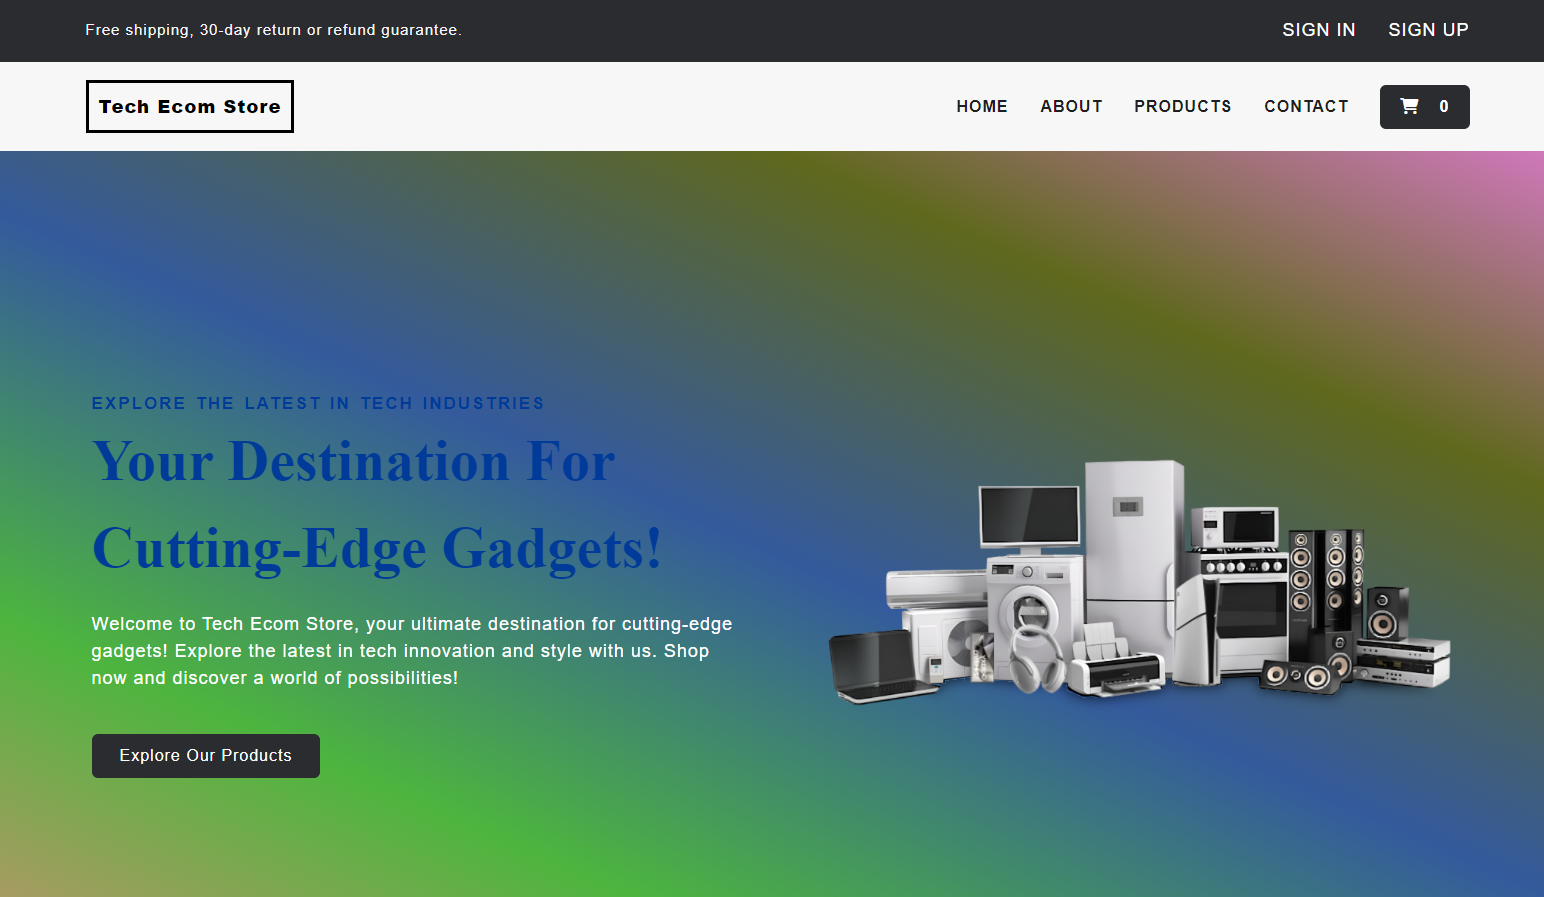 Free shipping, 30-day return or refund guarantee.
SIGN IN SIGN UP
Tech Ecom Store
HOME ABOUT PRODUCTS CONTACT 0
EXPLORE THE LATEST IN TECH INDUSTRIES
Your Destination For
Cutting-Edge Gadgets!
Welcome to Tech Ecom Store, your ultimate destination for cutting-edge
gadgets! Explore the latest in tech innovation and style with us. Shop
now and discover a world of possibilities!
Explore Our Products